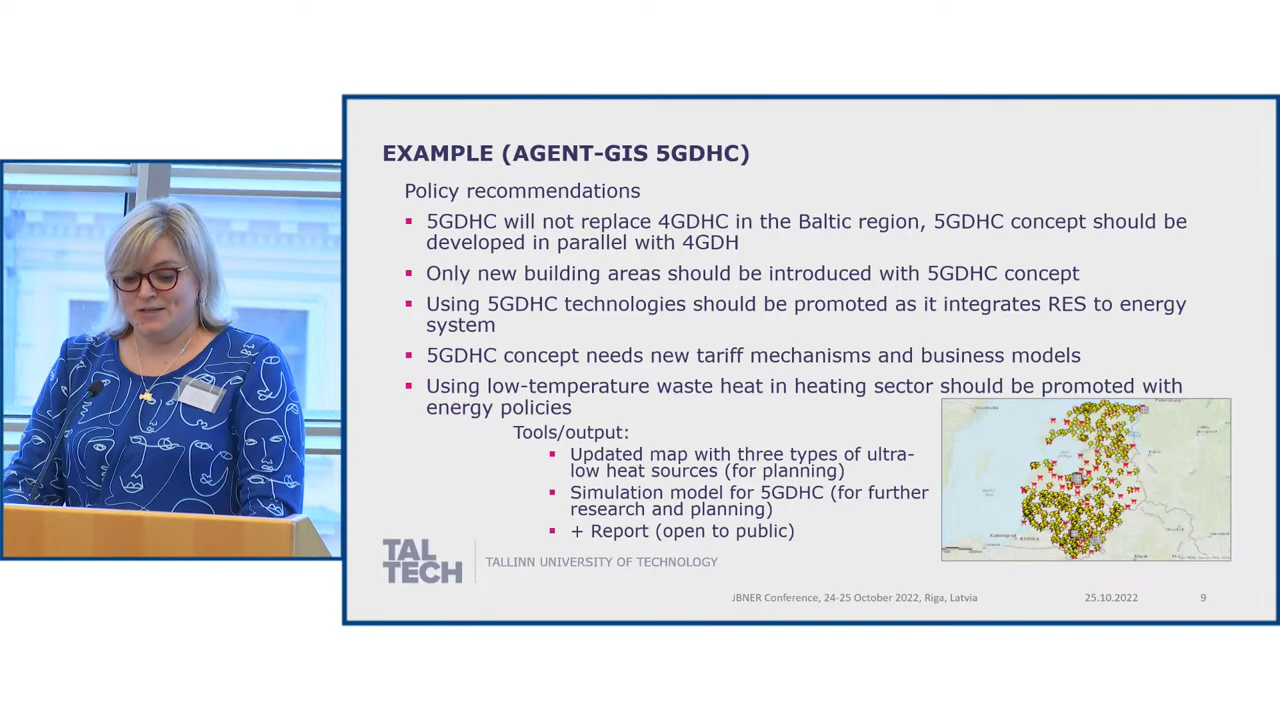 EXAMPLE (AGENT-GIS 5GDHC)
Policy recommendations
▪ 5GDHC will not replace 4GDHC in the Baltic region, 5GDHC concept should be
developed in parallel with 4GDH
▪ Only new building areas should be introduced with 5GDHC concept
▪ Using 5GDHC technologies should be promoted as it integrates RES to energy
system
▪ 5GDHC concept needs new tariff mechanisms and business models
▪ Using low-temperature waste heat in heating sector should be promoted with
energy policies
Tools/output:
▪ Updated map with three types of ultra-
low heat sources (for planning)
▪ Simulation model for 5GDHC (for further
research and planning)
▪ + Report (open to public)
RUSSIA
TAL
TECH
TALLINN UNIVERSITY OF TECHNOLOGY
JBNER Conference, 24-25 October 2022, Riga, Latvia
25.10.2022
9